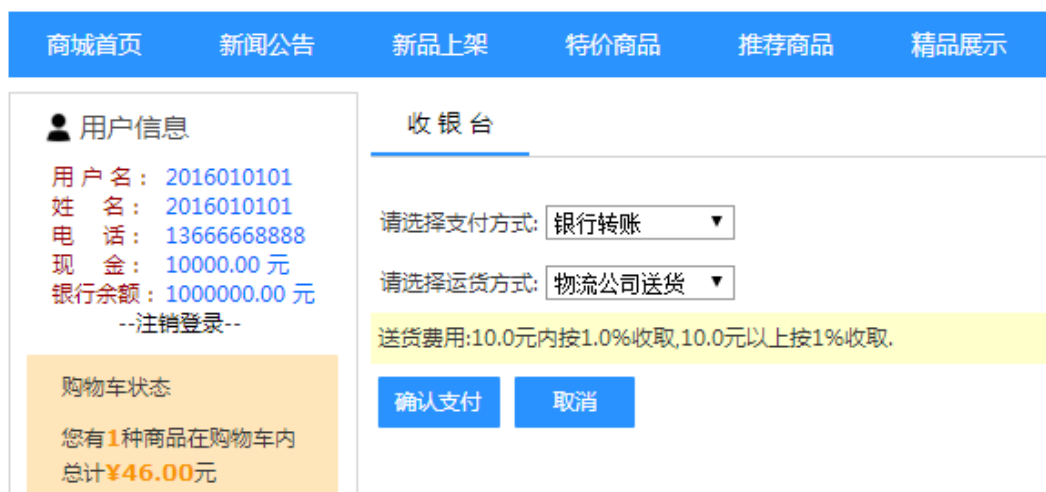 商城首页 新闻公告 新品上架 特价商品 推荐商品 精品展示
用户信息
用 户 名： 2016010101
姓 名： 2016010101
电 话： 13666668888
现 金： 10000.00 元
银行余额：1000000.00 元
--注销登录--
购物车状态
您有1种商品在购物车内
总计¥46.00元
收 银 台
请选择支付方式: 银行转账
请选择运货方式: 物流公司送货
送货费用:10.0元内按1.0%收取,10.0元以上按1%收取.
确认支付 取消